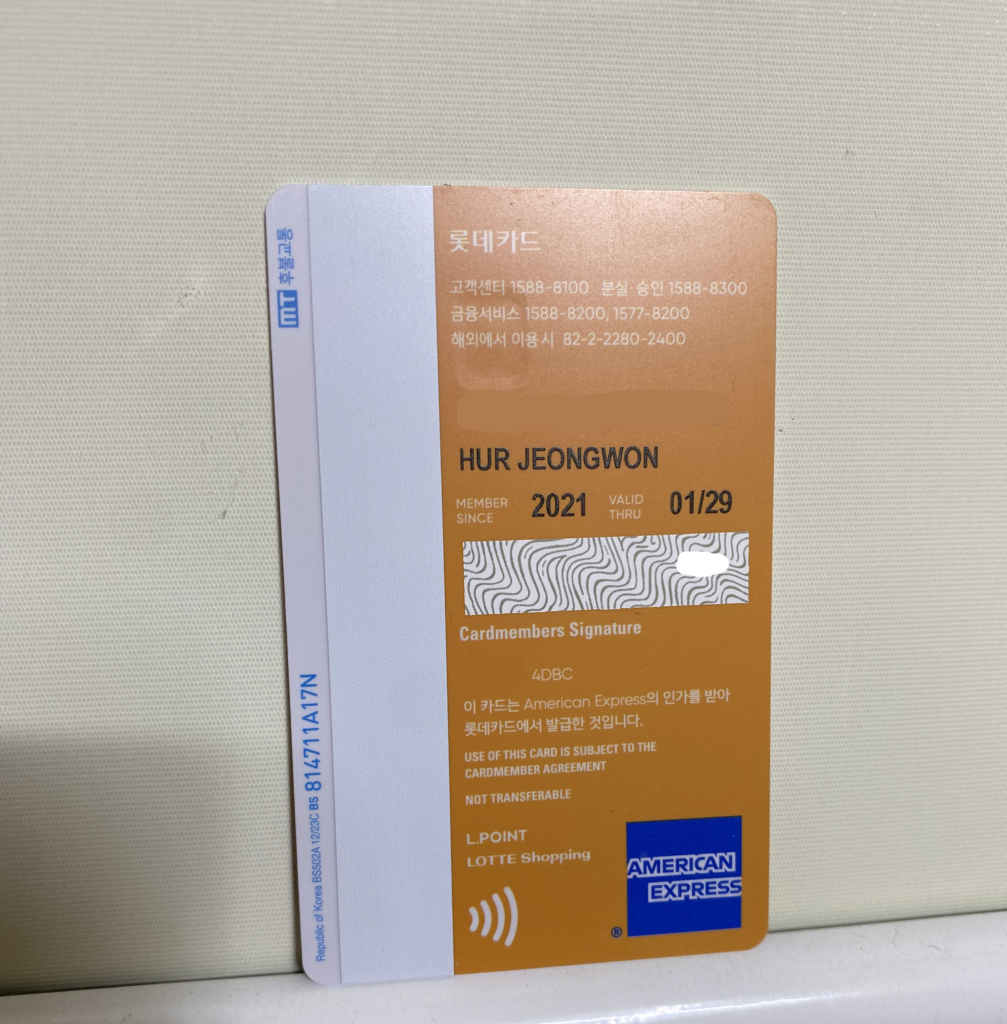 롯데카드
고객센터 1588-8100 분실·승인 1588-8300
금융서비스 1588-8200, 1577-8200
해외에서 이용시 82-2-2280-2400
HUR JEONGWON
MEMBER SINCE 2021 VALID THRU 01/29
Cardmembers Signature
4DBC
이 카드는 American Express의 인가를 받아
롯데카드에서 발급한 것입니다.
USE OF THIS CARD IS SUBJECT TO THE
CARDMEMBER AGREEMENT
NOT TRANSFERABLE
L.POINT
LOTTE Shopping
AMERICAN
EXPRESS
®
mT 후불교통
Republic of Korea BS502A 12/23C BS 814711A17N